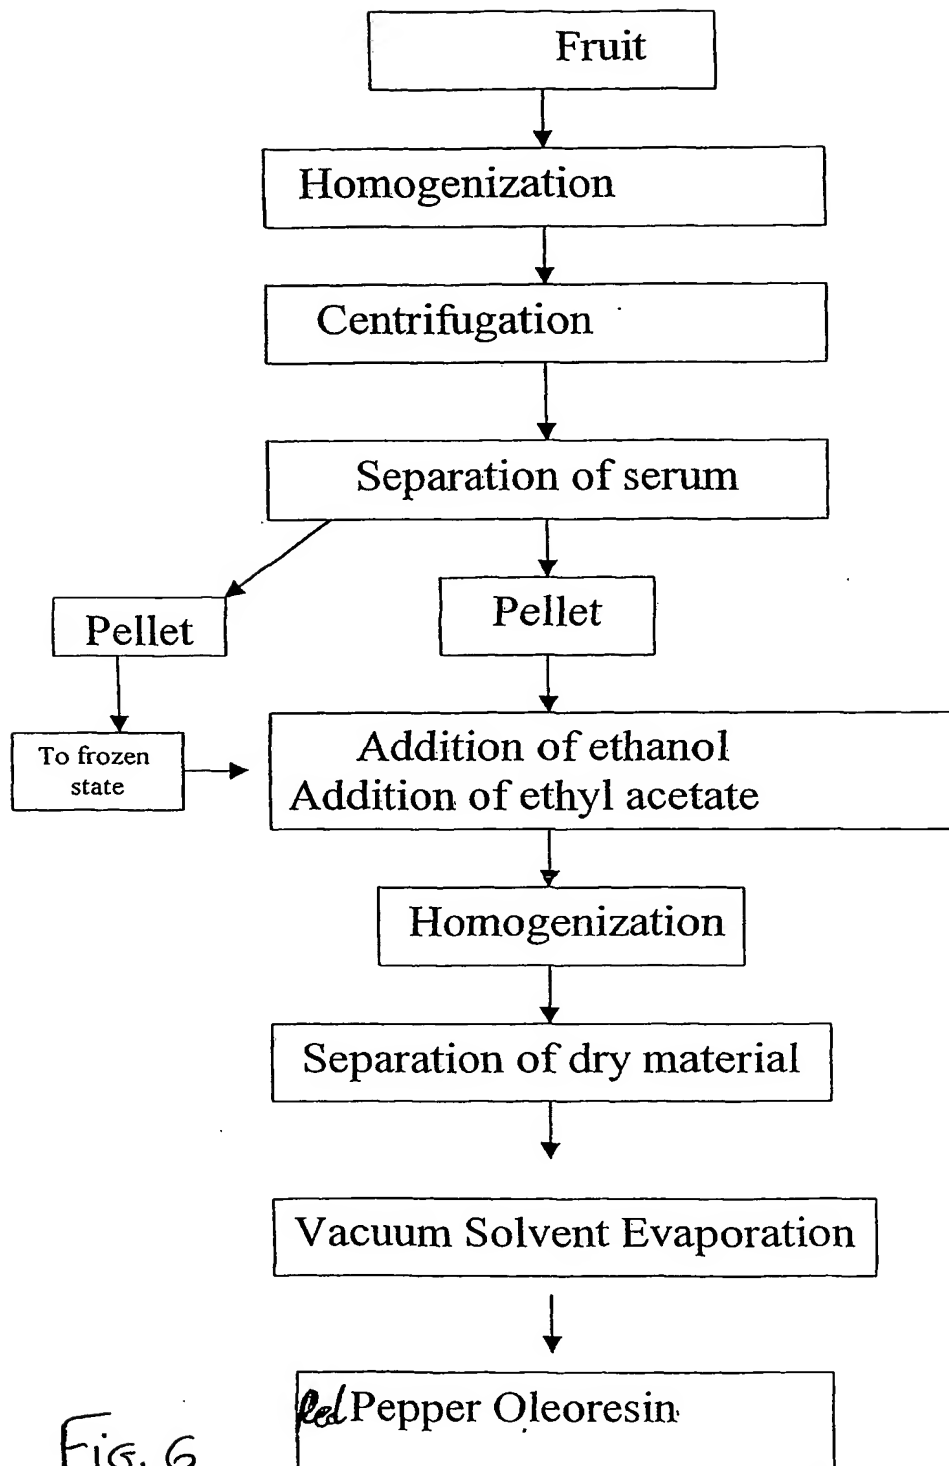 Fruit
Homogenization
Centrifugation
Separation of serum
Pellet
Pellet
To frozen
state
Addition of ethanol
Addition of ethyl acetate
Homogenization
Separation of dry material
Vacuum Solvent Evaporation
Red Pepper Oleoresin
Fig. 6